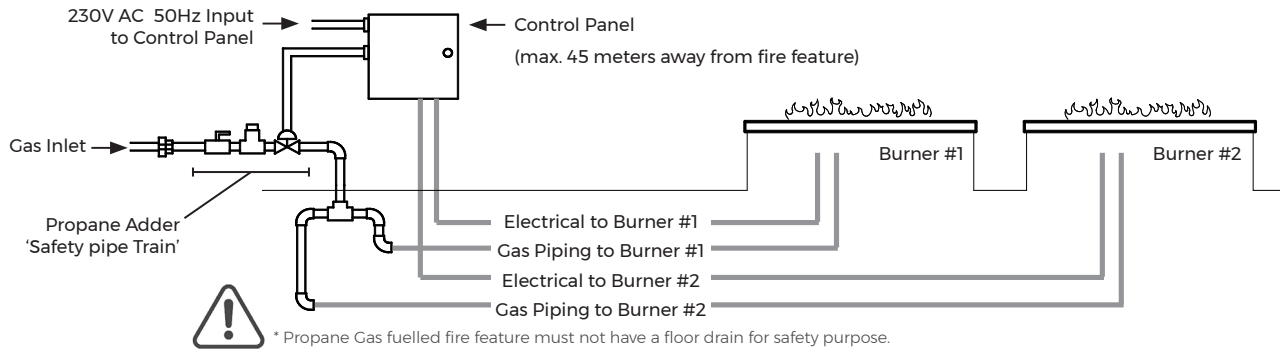 230V AC  50Hz Input
to Control Panel
Control Panel
(max. 45 meters away from fire feature)
Gas Inlet
Burner #1
Burner #2
Propane Adder
‘Safety pipe Train’
Electrical to Burner #1
Gas Piping to Burner #1
Electrical to Burner #2
Gas Piping to Burner #2
* Propane Gas fuelled fire feature must not have a floor drain for safety purpose.